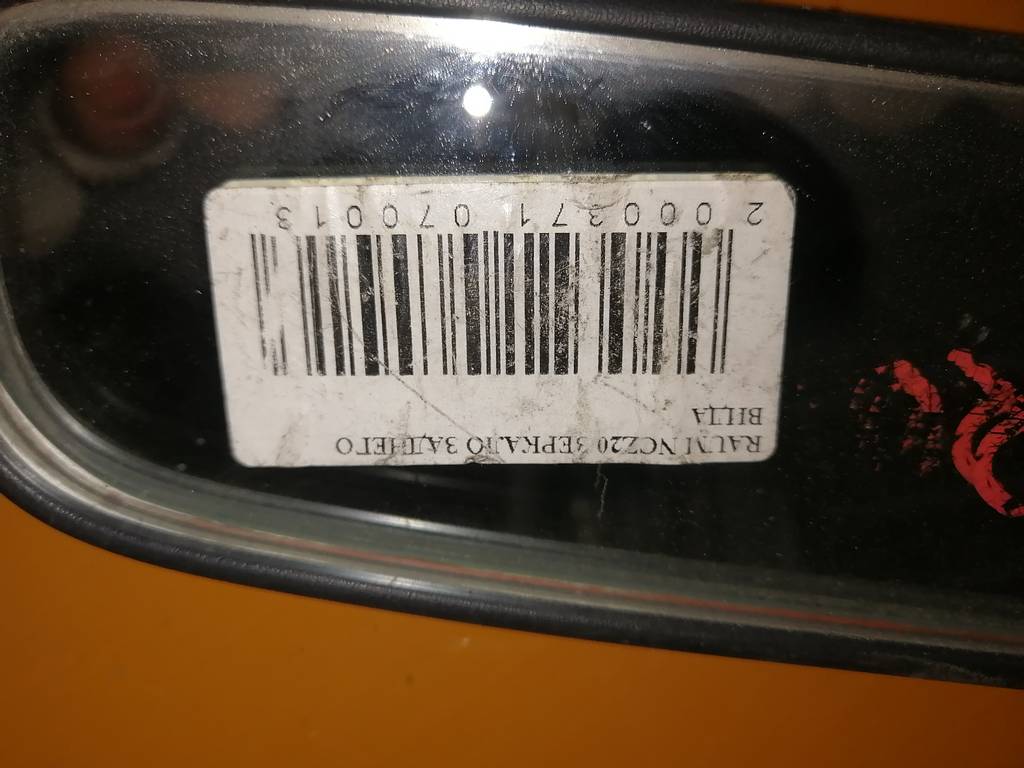 RAUM NCZ20 ЗЕРКАЛО ЗАДНЕГО
ВИДА
2 000371 070013